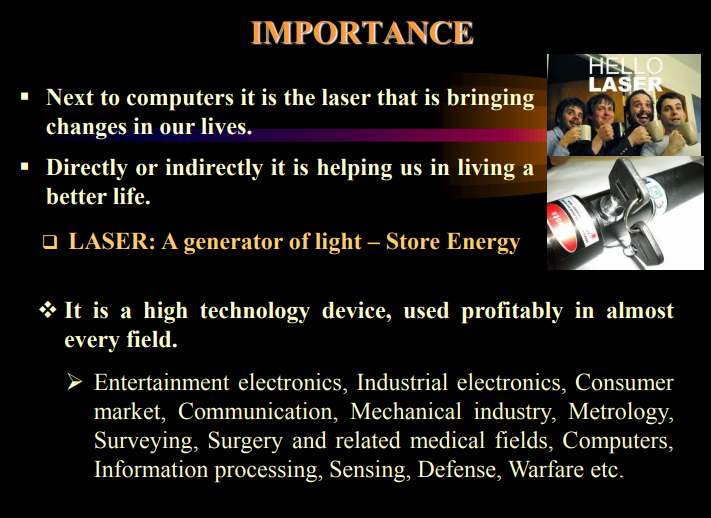 IMPORTANCE
HELLO
LASER
▪ Next to computers it is the laser that is bringing
changes in our lives.
▪ Directly or indirectly it is helping us in living a
better life.
❑ LASER: A generator of light – Store Energy
❖ It is a high technology device, used profitably in almost
every field.
➢ Entertainment electronics, Industrial electronics, Consumer
market, Communication, Mechanical industry, Metrology,
Surveying, Surgery and related medical fields, Computers,
Information processing, Sensing, Defense, Warfare etc.